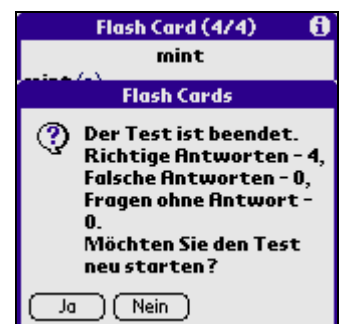 Flash Card (4/4)
mint
Flash Cards
Der Test ist beendet.
Richtige Antworten - 4,
Falsche Antworten - 0,
Fragen ohne Antwort -
0.
Möchten Sie den Test
neu starten?
Ja Nein